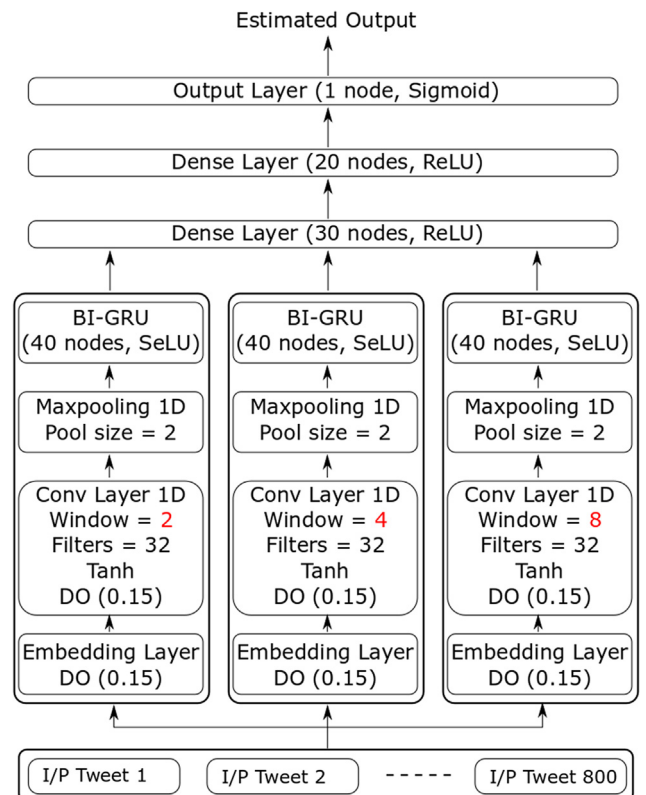 Estimated Output
Output Layer (1 node, Sigmoid)
Dense Layer (20 nodes, ReLU)
Dense Layer (30 nodes, ReLU)
BI-GRU
(40 nodes, SeLU)
Maxpooling 1D
Pool size = 2
Conv Layer 1D
Window = 2
Filters = 32
Tanh
DO (0.15)
Embedding Layer
DO (0.15)
BI-GRU
(40 nodes, SeLU)
Maxpooling 1D
Pool size = 2
Conv Layer 1D
Window = 4
Filters = 32
Tanh
DO (0.15)
Embedding Layer
DO (0.15)
BI-GRU
(40 nodes, SeLU)
Maxpooling 1D
Pool size = 2
Conv Layer 1D
Window = 8
Filters = 32
Tanh
DO (0.15)
Embedding Layer
DO (0.15)
I/P Tweet 1
I/P Tweet 2
I/P Tweet 800